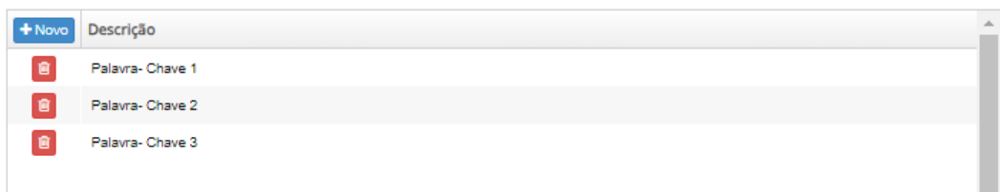 + Novo Descrição
Palavra- Chave 1
Palavra- Chave 2
Palavra- Chave 3